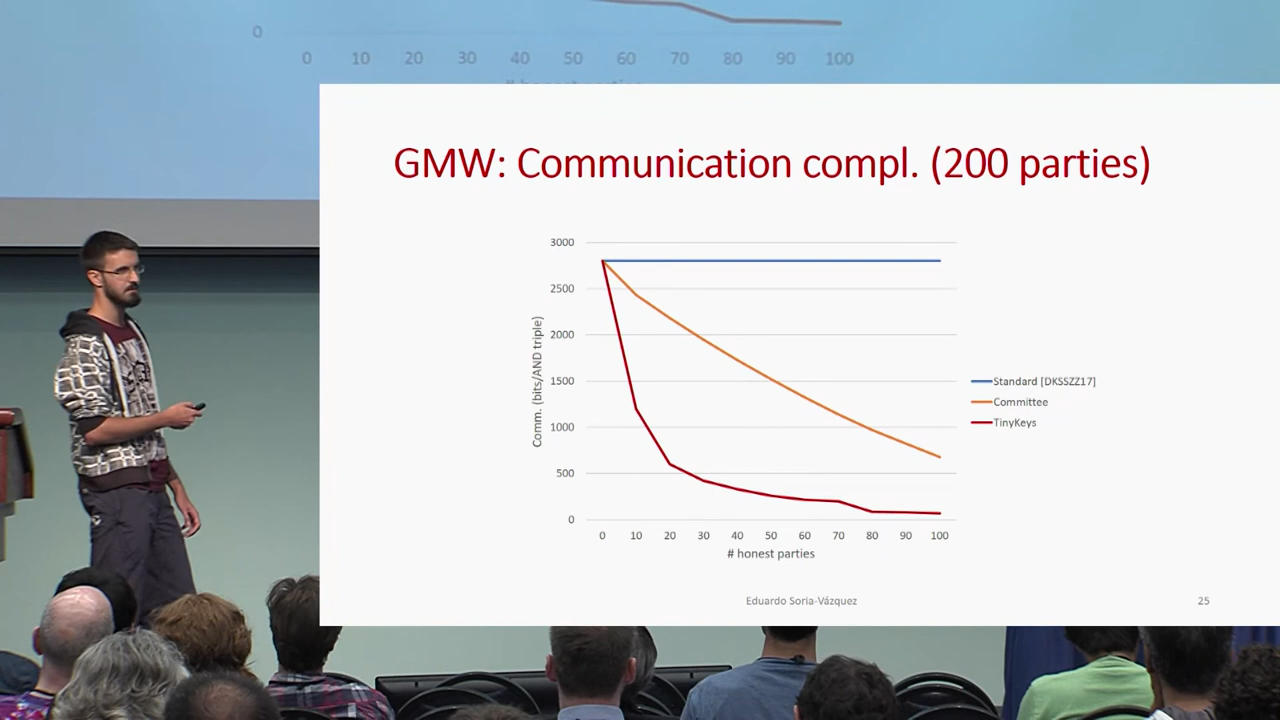 0
0 10 20 30 40 50 60 70 80 90 100
GMW: Communication compl. (200 parties)
3000
2500
2000
1500
1000
500
0
Comm. (bits/AND triple)
0 10 20 30 40 50 60 70 80 90 100
# honest parties
Standard [DKSSZZ17]
Committee
TinyKeys
Eduardo Soria-Vázquez
25